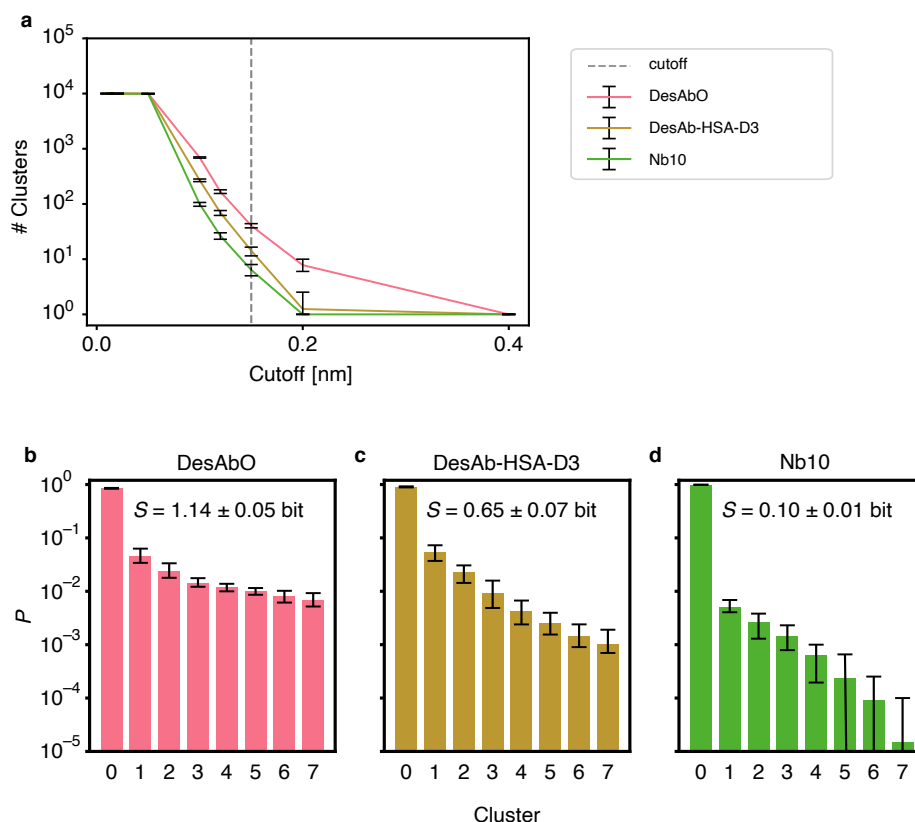 a
# Clusters
10^5
10^4
10^3
10^2
10^1
10^0
0.0
0.2
0.4
Cutoff [nm]
cutoff
DesAbO
DesAb-HSA-D3
Nb10
b
DesAbO
S = 1.14 ± 0.05 bit
P
10^0
10^-1
10^-2
10^-3
10^-4
10^-5
0 1 2 3 4 5 6 7
c
DesAb-HSA-D3
S = 0.65 ± 0.07 bit
0 1 2 3 4 5 6 7
d
Nb10
S = 0.10 ± 0.01 bit
0 1 2 3 4 5 6 7
Cluster